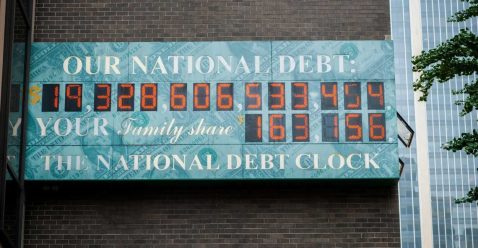 OUR NATIONAL DEBT:
$19,328,606,533,454
YOUR Family share $163,156
THE NATIONAL DEBT CLOCK